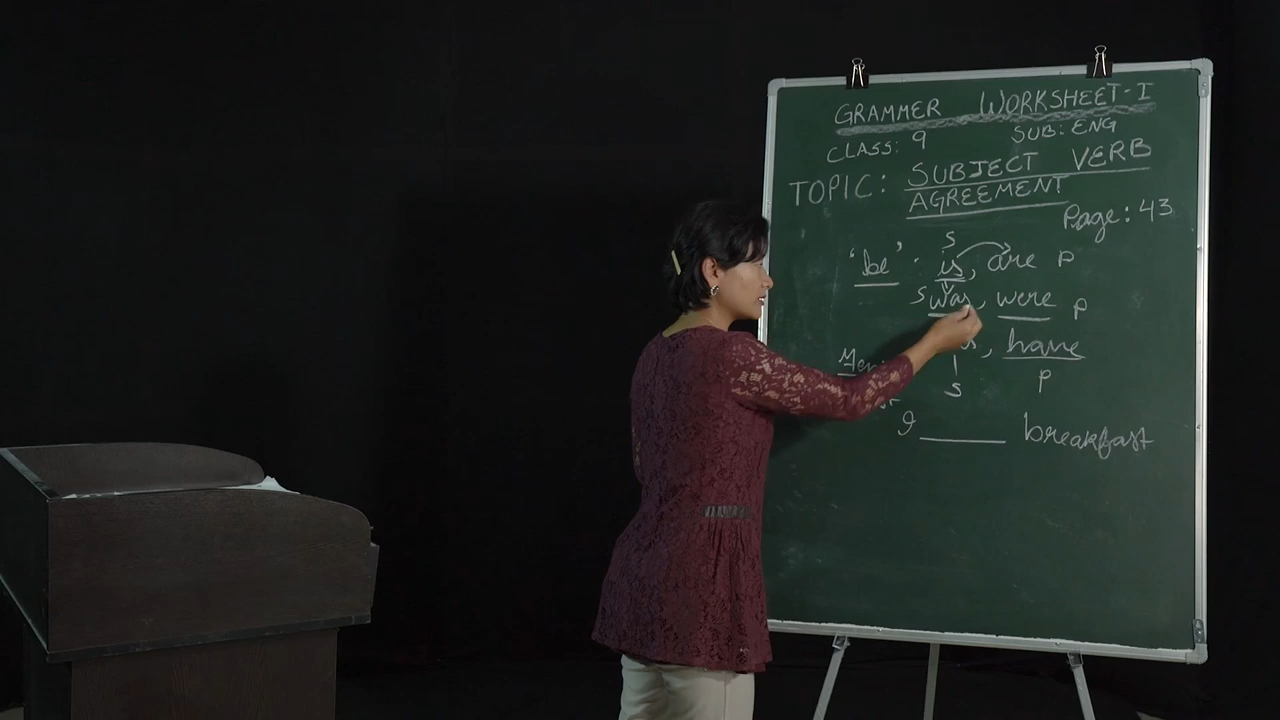 GRAMMER WORKSHEET-I
CLASS: 9 SUB: ENG
TOPIC: SUBJECT VERB
AGREEMENT
Page: 43
S
'be' : is, are P
S was, were P
, have
S P
I ______ breakfast